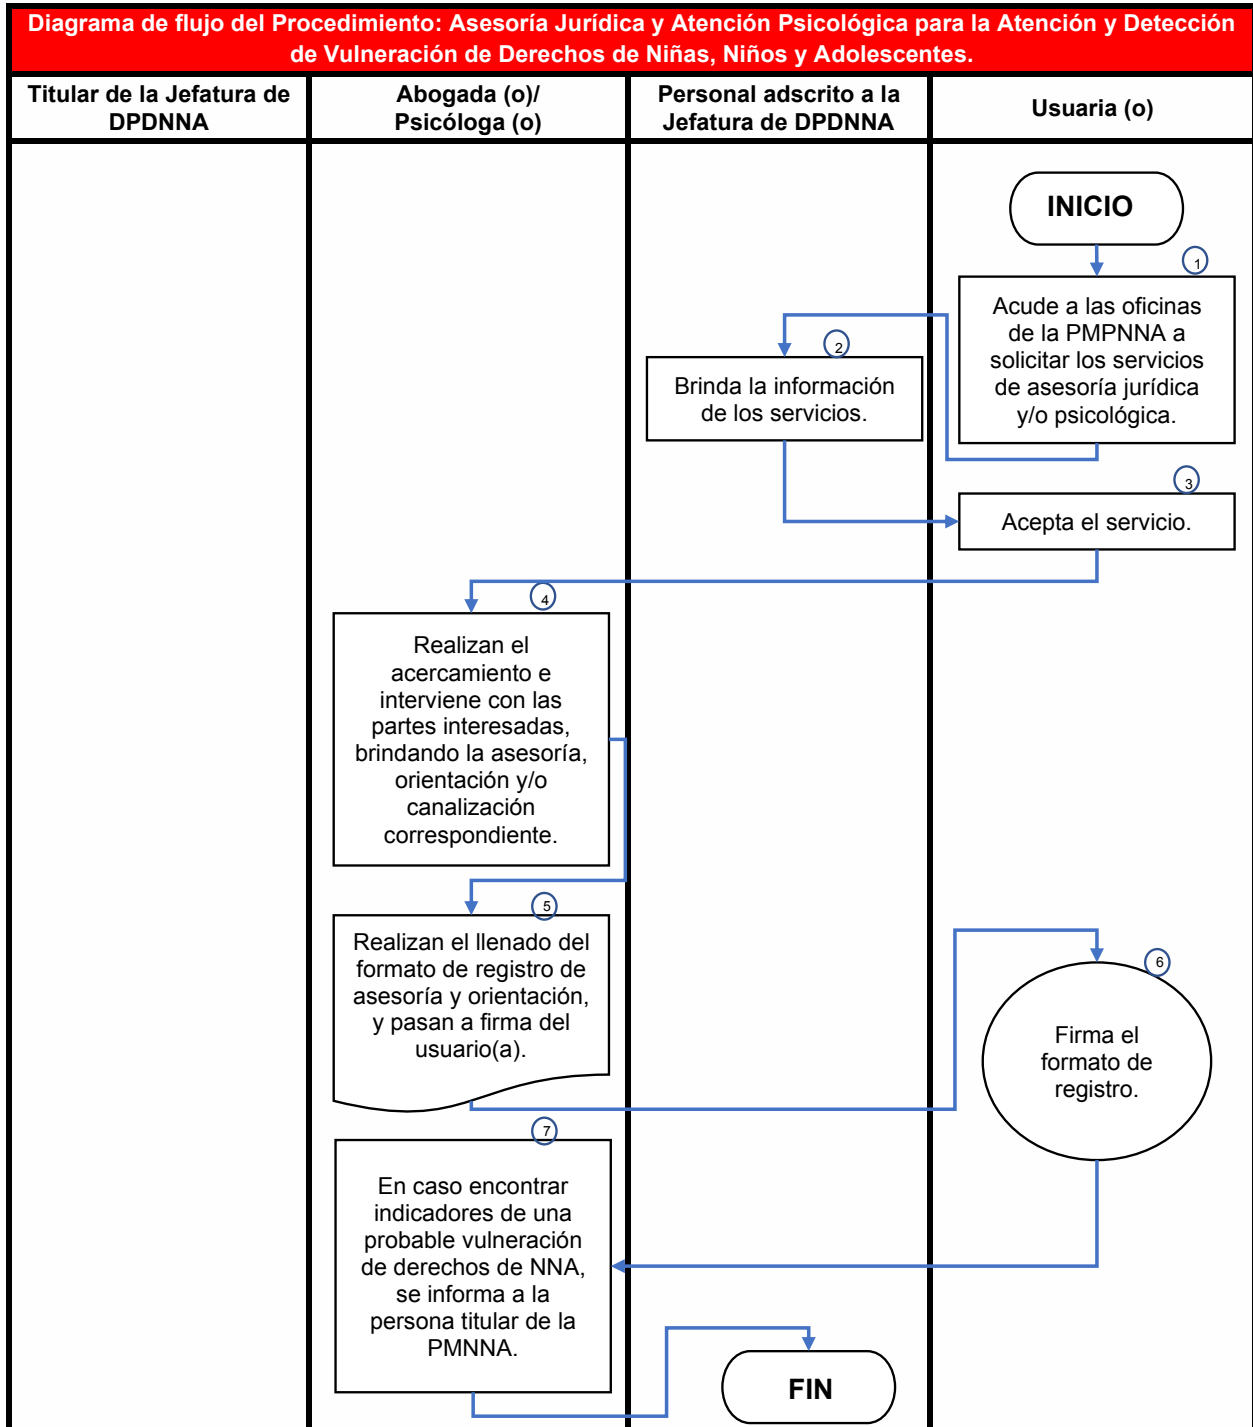 Diagrama de flujo del Procedimiento: Asesoría Jurídica y Atención Psicológica para la Atención y Detección
de Vulneración de Derechos de Niñas, Niños y Adolescentes.
Titular de la Jefatura de
DPDNNA
Abogada (o)/
Psicóloga (o)
Personal adscrito a la
Jefatura de DPDNNA
Usuaria (o)
INICIO
1
Acude a las oficinas
de la PMPNNA a
solicitar los servicios
de asesoría jurídica
y/o psicológica.
2
Brinda la información
de los servicios.
3
Acepta el servicio.
4
Realizan el
acercamiento e
interviene con las
partes interesadas,
brindando la asesoría,
orientación y/o
canalización
correspondiente.
5
Realizan el llenado del
formato de registro de
asesoría y orientación,
y pasan a firma del
usuario(a).
6
Firma el
formato de
registro.
7
En caso encontrar
indicadores de una
probable vulneración
de derechos de NNA,
se informa a la
persona titular de la
PMNNA.
FIN